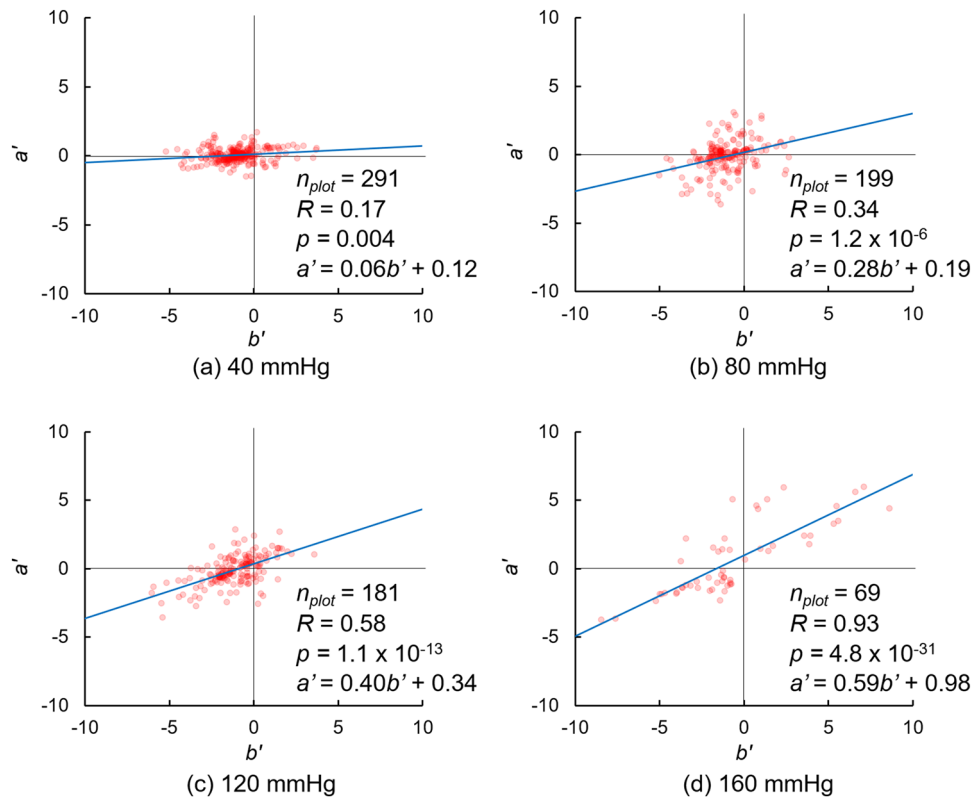 10
5
0
-5
-10
a′
-10
-5
0
5
10
b′
n_plot = 291
R = 0.17
p = 0.004
a′ = 0.06b′ + 0.12
(a) 40 mmHg
10
5
0
-5
-10
a′
-10
-5
0
5
10
b′
n_plot = 199
R = 0.34
p = 1.2 x 10^-6
a′ = 0.28b′ + 0.19
(b) 80 mmHg
10
5
0
-5
-10
a′
-10
-5
0
5
10
b′
n_plot = 181
R = 0.58
p = 1.1 x 10^-13
a′ = 0.40b′ + 0.34
(c) 120 mmHg
10
5
0
-5
-10
a′
-10
-5
0
5
10
b′
n_plot = 69
R = 0.93
p = 4.8 x 10^-31
a′ = 0.59b′ + 0.98
(d) 160 mmHg